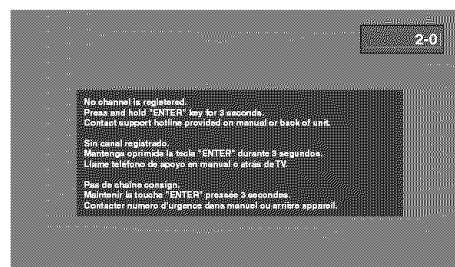 2-0
No channel is registered.
Press and hold "ENTER" key for 3 seconds.
Contact support hotline provided on manual or back of unit.
Sin canal registrado.
Mantenga oprimida la tecla "ENTER" durante 3 segundos.
Llame teléfono de apoyo en manual o atrás de TV.
Pas de chaîne consign.
Maintenir la touche "ENTER" pressée 3 secondes
Contacter numero d'urgence dans manuel ou arrière appareil.